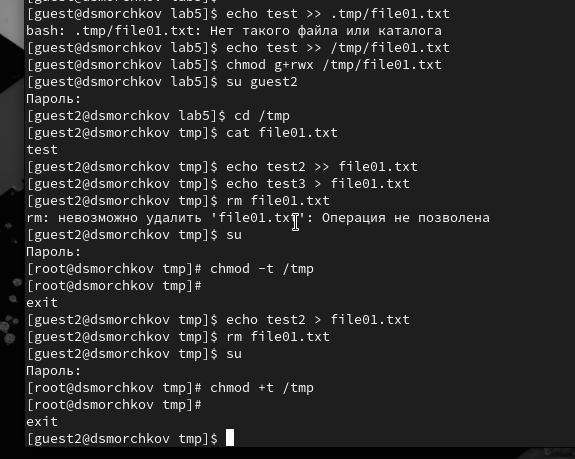 [guest@dsmorchkov lab5]$ echo test >> .tmp/file01.txt
bash: .tmp/file01.txt: Нет такого файла или каталога
[guest@dsmorchkov lab5]$ echo test >> /tmp/file01.txt
[guest@dsmorchkov lab5]$ chmod g+rwx /tmp/file01.txt
[guest@dsmorchkov lab5]$ su guest2
Пароль:
[guest2@dsmorchkov lab5]$ cd /tmp
[guest2@dsmorchkov tmp]$ cat file01.txt
test
[guest2@dsmorchkov tmp]$ echo test2 >> file01.txt
[guest2@dsmorchkov tmp]$ echo test3 > file01.txt
[guest2@dsmorchkov tmp]$ rm file01.txt
rm: невозможно удалить 'file01.txt': Операция не позволена
[guest2@dsmorchkov tmp]$ su
Пароль:
[root@dsmorchkov tmp]# chmod -t /tmp
[root@dsmorchkov tmp]#
exit
[guest2@dsmorchkov tmp]$ echo test2 > file01.txt
[guest2@dsmorchkov tmp]$ rm file01.txt
[guest2@dsmorchkov tmp]$ su
Пароль:
[root@dsmorchkov tmp]# chmod +t /tmp
[root@dsmorchkov tmp]#
exit
[guest2@dsmorchkov tmp]$